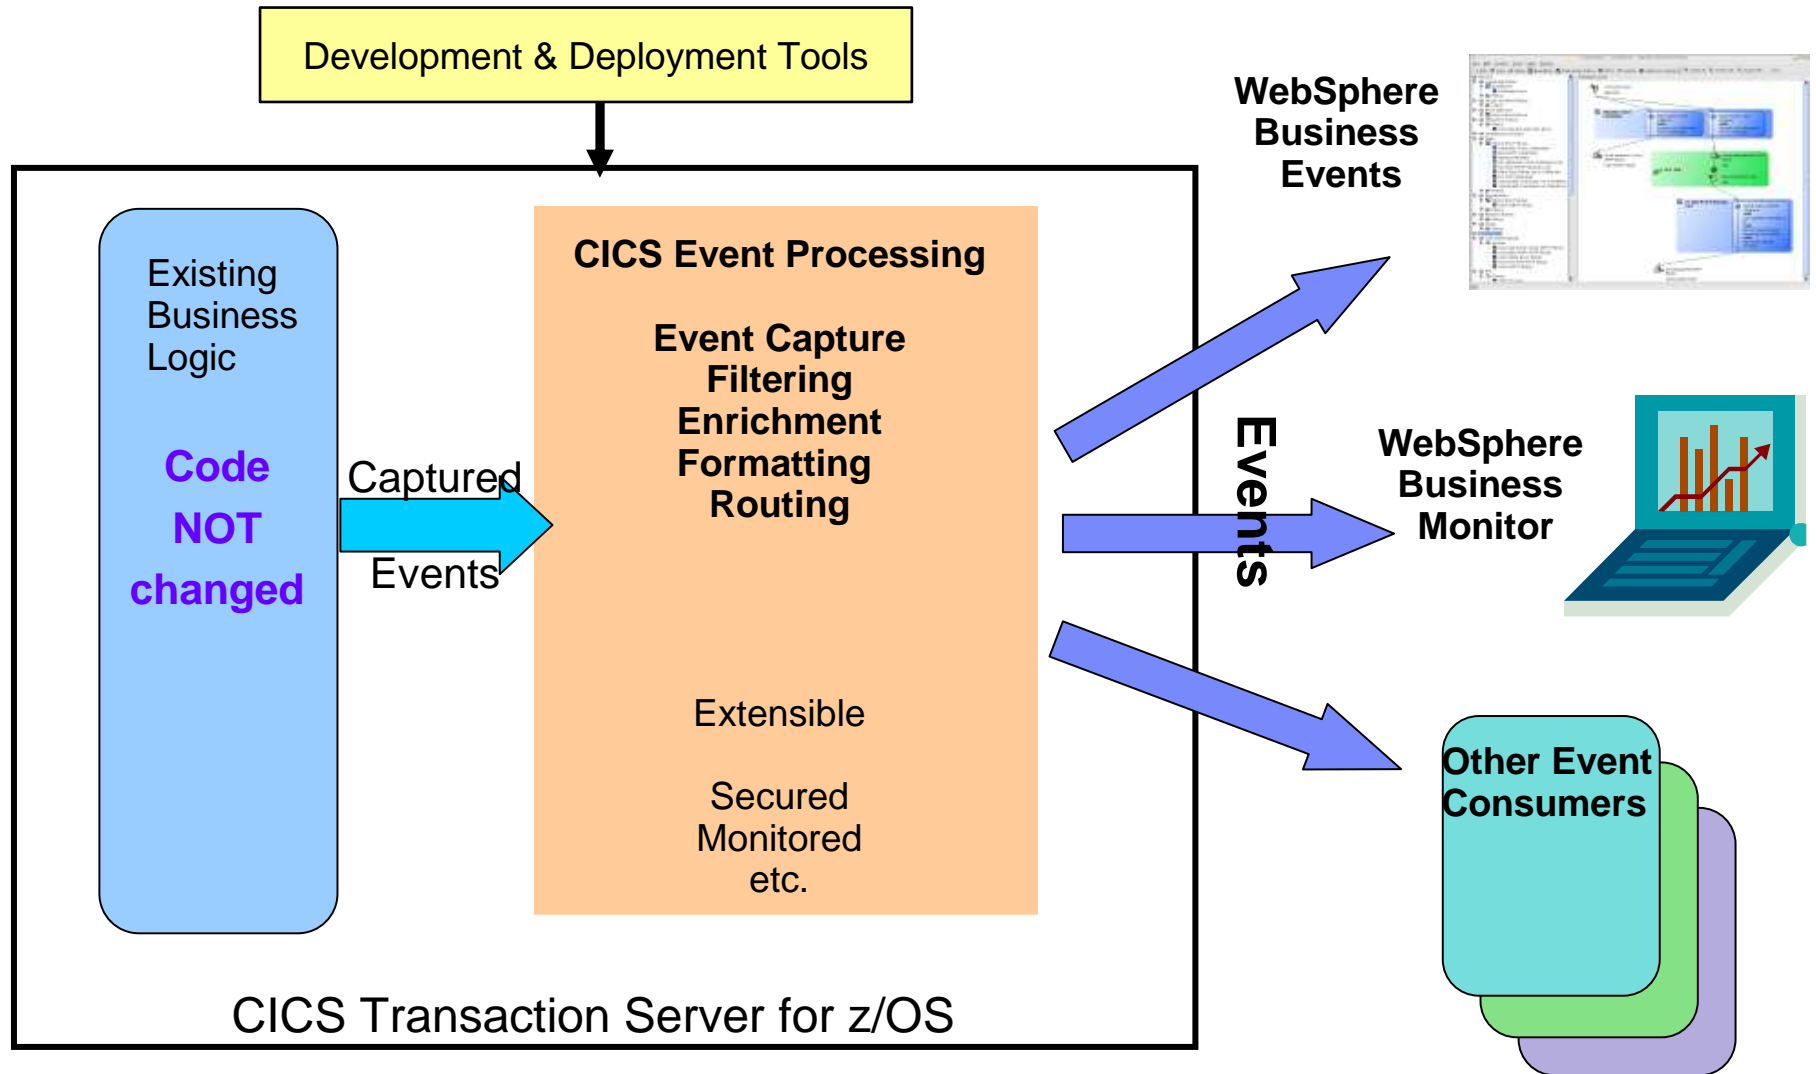 Development & Deployment Tools
WebSphere
Business
Events
Existing
Business
Logic
Code
NOT
changed
Captured
Events
CICS Event Processing
Event Capture
Filtering
Enrichment
Formatting
Routing
Extensible
Secured
Monitored
etc.
Events
WebSphere
Business
Monitor
Other Event
Consumers
CICS Transaction Server for z/OS